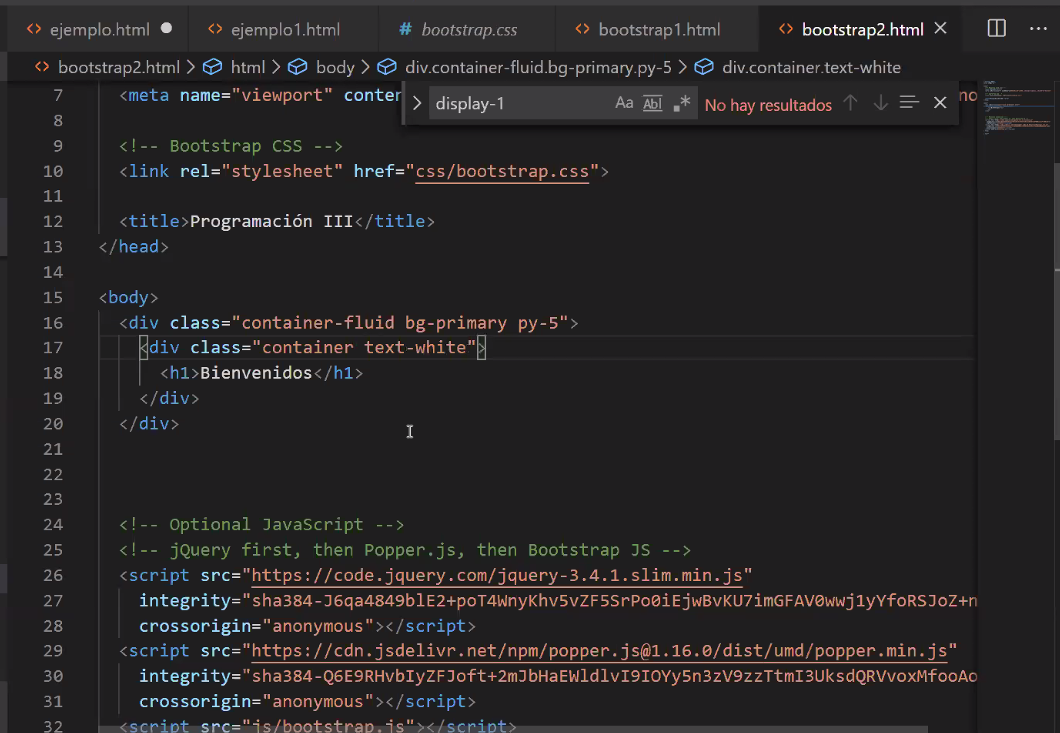 ejemplo.html ejemplo1.html # bootstrap.css bootstrap1.html bootstrap2.html
bootstrap2.html > html > body > div.container-fluid.bg-primary.py-5 > div.container.text-white
display-1 Aa Abl .* No hay resultados
7 <meta name="viewport" conten no
8
9 <!-- Bootstrap CSS -->
10 <link rel="stylesheet" href="css/bootstrap.css">
11
12 <title>Programación III</title>
13 </head>
14
15 <body>
16 <div class="container-fluid bg-primary py-5">
17 <div class="container text-white">
18 <h1>Bienvenidos</h1>
19 </div>
20 </div>
21
22
23
24 <!-- Optional JavaScript -->
25 <!-- jQuery first, then Popper.js, then Bootstrap JS -->
26 <script src="https://code.jquery.com/jquery-3.4.1.slim.min.js"
27 integrity="sha384-J6qa4849blE2+poT4WnyKhv5vZF5SrPo0iEjwBvKU7imGFAV0wwj1yYfoRSJoZ+n
28 crossorigin="anonymous"></script>
29 <script src="https://cdn.jsdelivr.net/npm/popper.js@1.16.0/dist/umd/popper.min.js"
30 integrity="sha384-Q6E9RHvbIyZFJoft+2mJbHaEWldlvI9IOYy5n3zV9zzTtmI3UksdQRVvoxMfooAo
31 crossorigin="anonymous"></script>
32 <script src="js/bootstrap.js"></script>